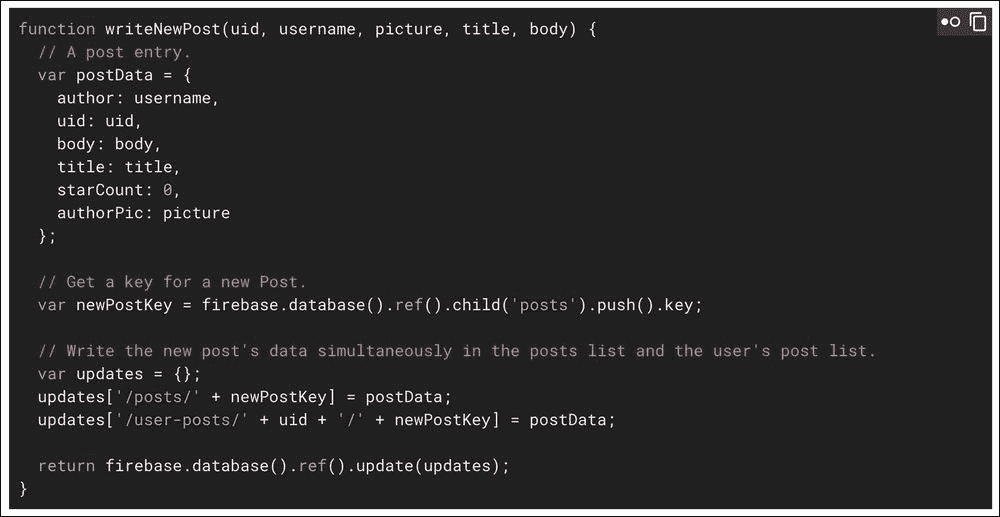 function writeNewPost(uid, username, picture, title, body) {
  // A post entry.
  var postData = {
    author: username,
    uid: uid,
    body: body,
    title: title,
    starCount: 0,
    authorPic: picture
  };

  // Get a key for a new Post.
  var newPostKey = firebase.database().ref().child('posts').push().key;

  // Write the new post's data simultaneously in the posts list and the user's post list.
  var updates = {};
  updates['/posts/' + newPostKey] = postData;
  updates['/user-posts/' + uid + '/' + newPostKey] = postData;

  return firebase.database().ref().update(updates);
}